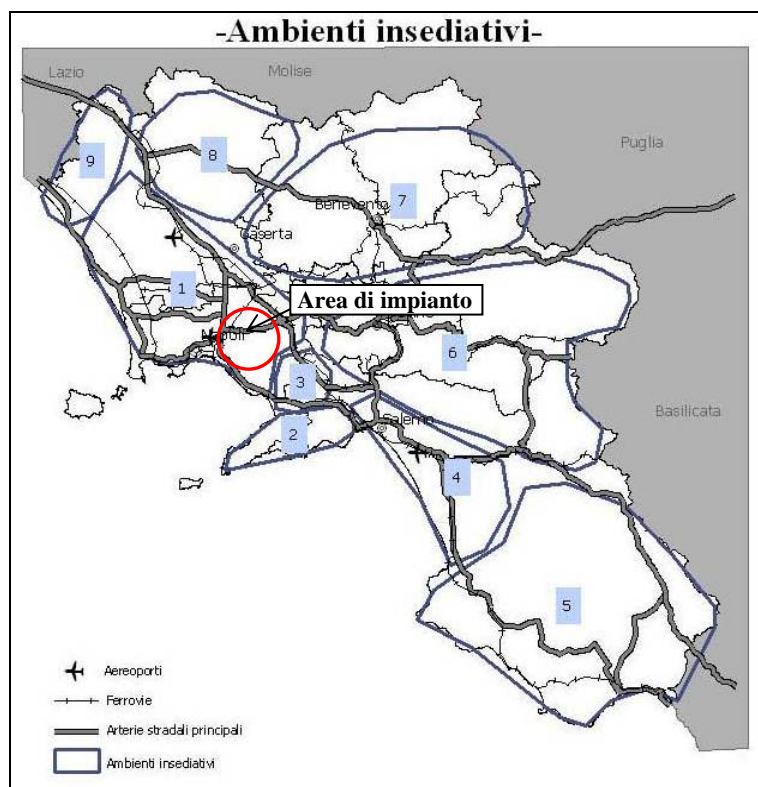 -Ambienti insediativi-
Lazio
Molise
Puglia
9
8
7
Benevento
Caserta
1
Area di impianto
Napoli
6
3
Basilicata
2
Salerno
4
5
Aereoporti
Ferrovie
Arterie stradali principali
Ambienti insediativi